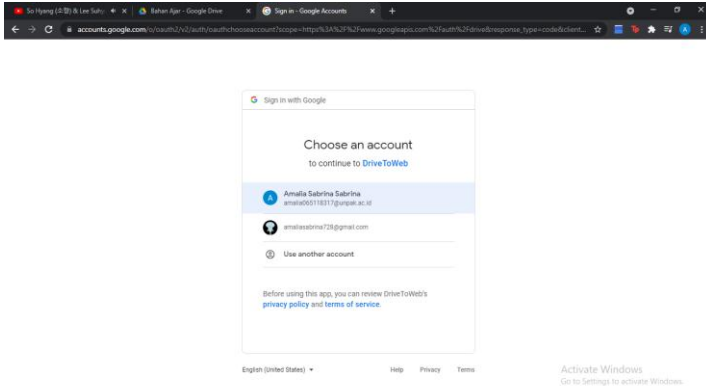 So Hyang (소향) & Lee Suhy
Bahan Ajar - Google Drive
Sign in - Google Accounts
accounts.google.com/o/oauth2/v2/auth/oauthchooseaccount?scope=https%3A%2F%2Fwww.googleapis.com%2Fauth%2Fdrive&response_type=code&client...
Sign in with Google
Choose an account
to continue to DriveToWeb
A
Amalia Sabrina Sabrina
amalia065118317@unpak.ac.id
amaliasabrina728@gmail.com
Use another account
Before using this app, you can review DriveToWeb's
privacy policy and terms of service.
English (United States)
Help Privacy Terms
Activate Windows
Go to Settings to activate Windows.